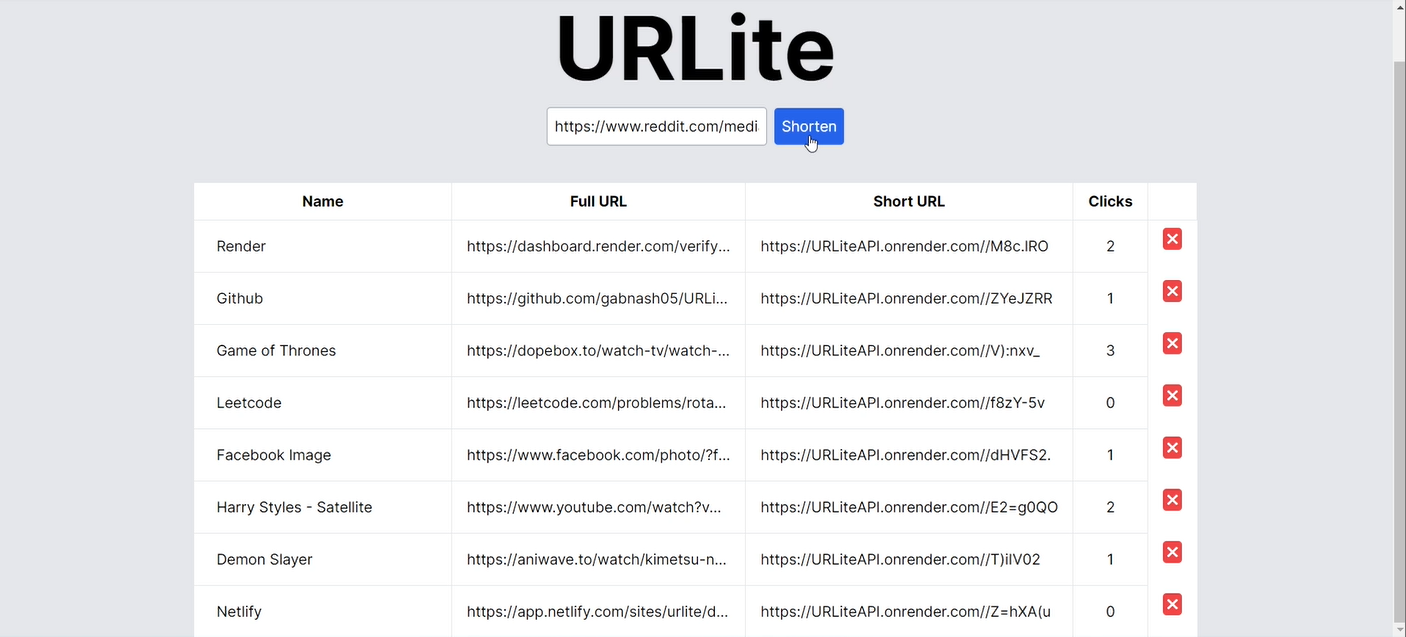 URLite
https://www.reddit.com/medi
Shorten
Name Full URL Short URL Clicks
Render https://dashboard.render.com/verify... https://URLiteAPI.onrender.com//M8c.lRO 2
Github https://github.com/gabnash05/URLi... https://URLiteAPI.onrender.com//ZYeJZRR 1
Game of Thrones https://dopebox.to/watch-tv/watch-... https://URLiteAPI.onrender.com//V):nxv_ 3
Leetcode https://leetcode.com/problems/rota... https://URLiteAPI.onrender.com//f8zY-5v 0
Facebook Image https://www.facebook.com/photo/?f... https://URLiteAPI.onrender.com//dHVFS2. 1
Harry Styles - Satellite https://www.youtube.com/watch?v... https://URLiteAPI.onrender.com//E2=g0QO 2
Demon Slayer https://aniwave.to/watch/kimetsu-n... https://URLiteAPI.onrender.com//T)iIV02 1
Netlify https://app.netlify.com/sites/urlite/d... https://URLiteAPI.onrender.com//Z=hXA(u 0